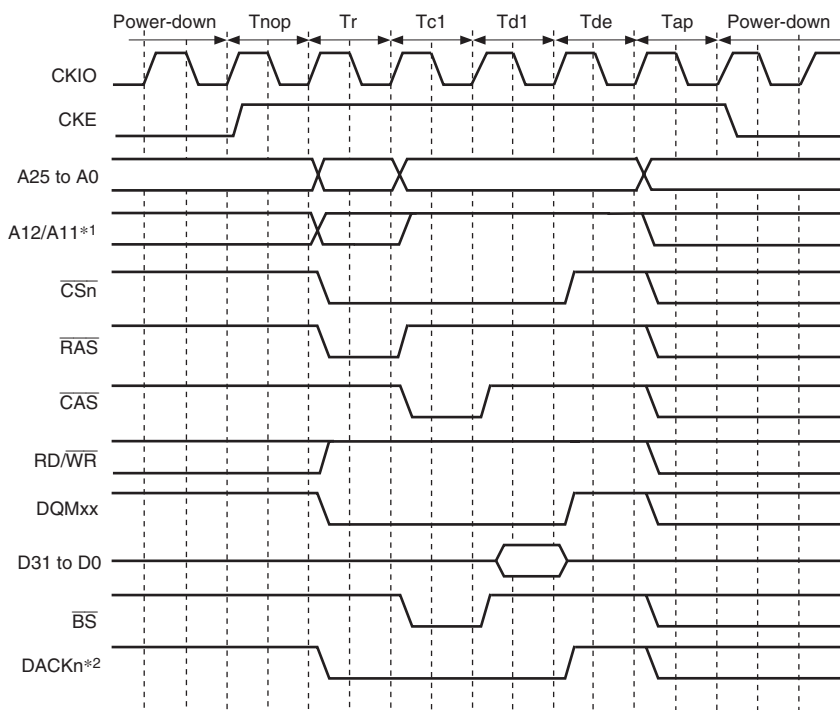 Power-down Tnop Tr Tc1 Td1 Tde Tap Power-down
CKIO
CKE
A25 to A0
A12/A11*1
CSn
RAS
CAS
RD/WR
DQMxx
D31 to D0
BS
DACKn*2